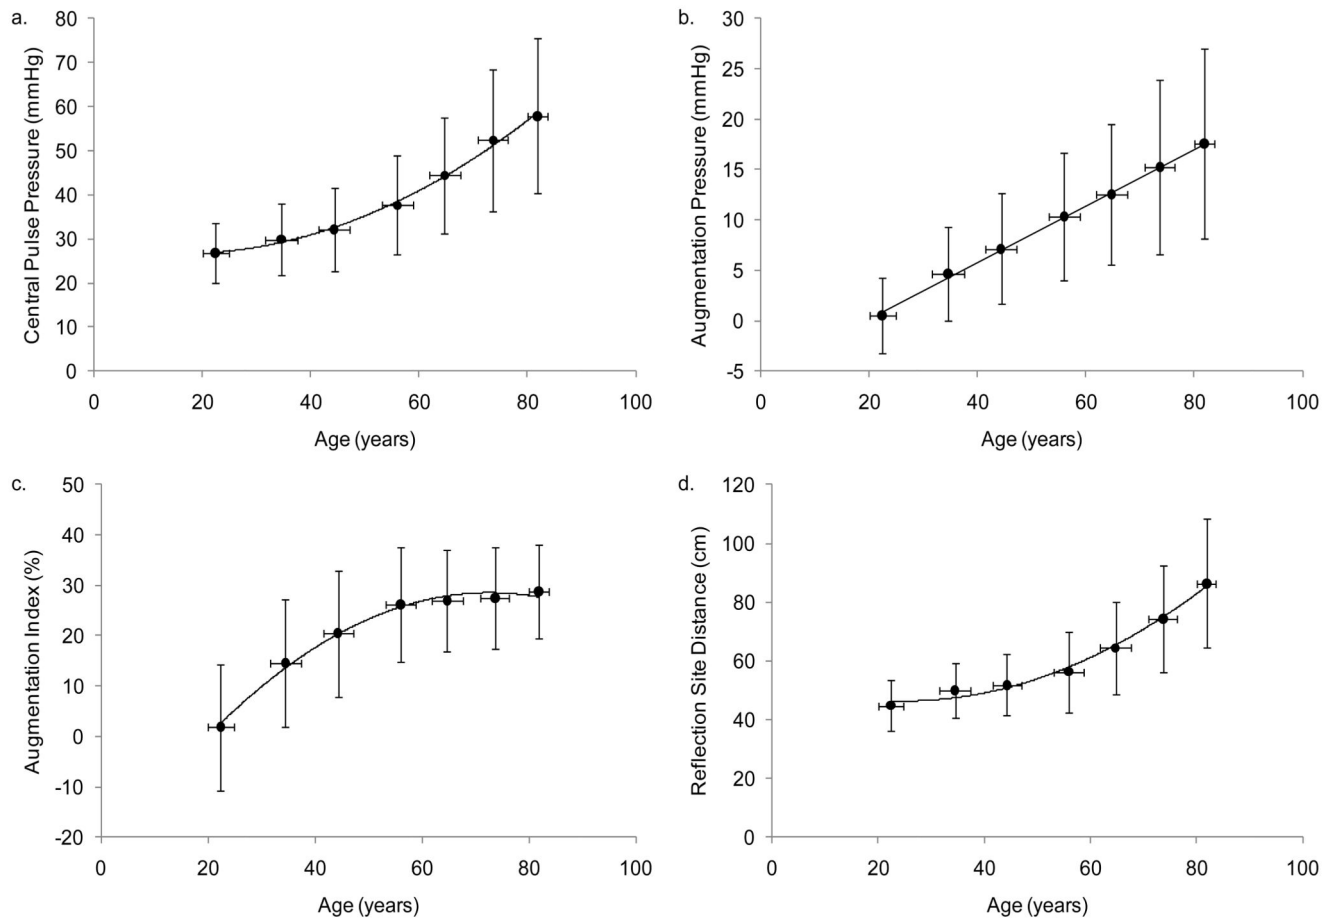 a.
Central Pulse Pressure (mmHg)
80
70
60
50
40
30
20
10
0
0 20 40 60 80 100
Age (years)
b.
Augmentation Pressure (mmHg)
30
25
20
15
10
5
0
-5
0 20 40 60 80 100
Age (years)
c.
Augmentation Index (%)
50
40
30
20
10
0
-10
-20
0 20 40 60 80 100
Age (years)
d.
Reflection Site Distance (cm)
120
100
80
60
40
20
0
0 20 40 60 80 100
Age (years)